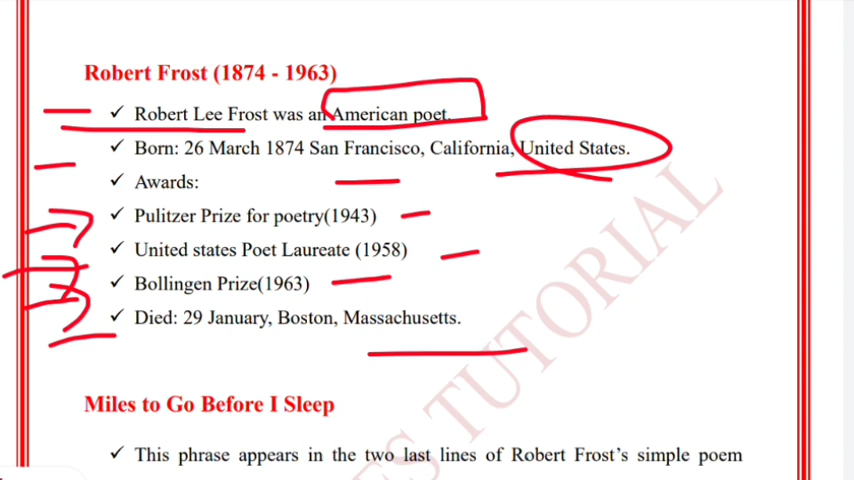 Robert Frost (1874 - 1963)
✓ Robert Lee Frost was an American poet.
✓ Born: 26 March 1874 San Francisco, California, United States.
✓ Awards:
✓ Pulitzer Prize for poetry(1943)
✓ United states Poet Laureate (1958)
✓ Bollingen Prize(1963)
✓ Died: 29 January, Boston, Massachusetts.
Miles to Go Before I Sleep
✓ This phrase appears in the two last lines of Robert Frost's simple poem
ES TUTORIAL